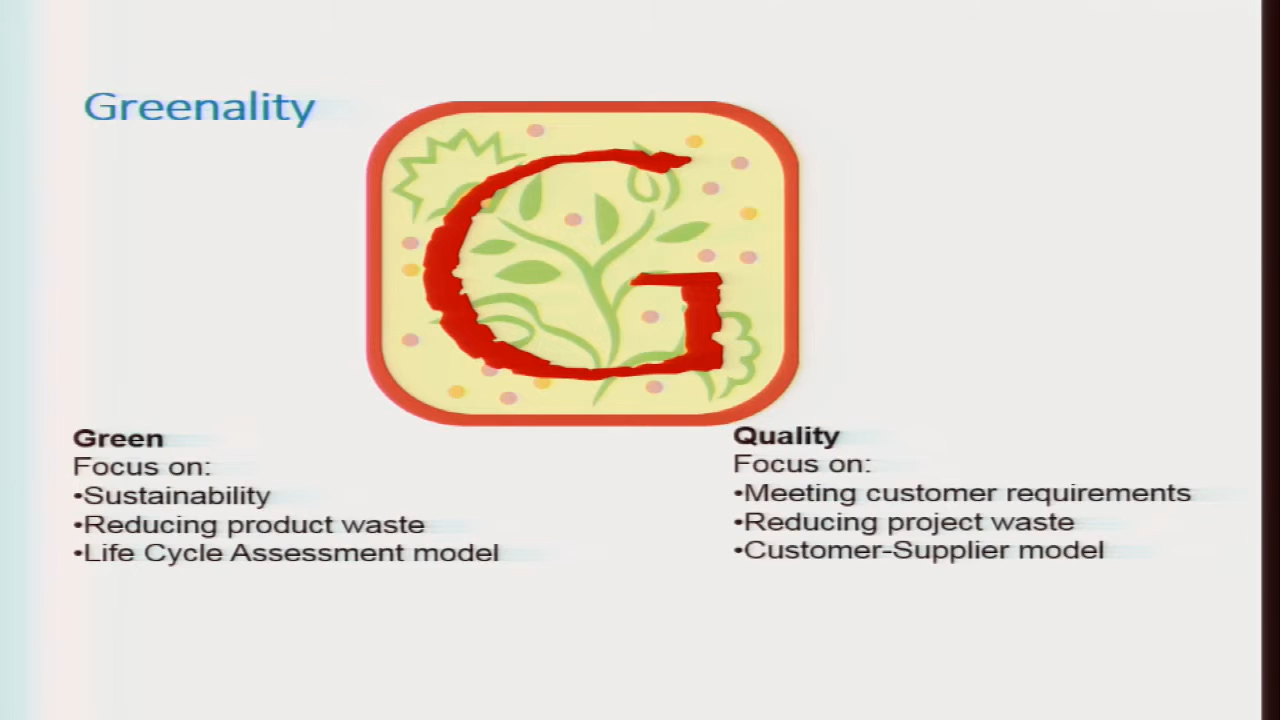 Greenality
G
Green
Focus on:
•Sustainability
•Reducing product waste
•Life Cycle Assessment model
Quality
Focus on:
•Meeting customer requirements
•Reducing project waste
•Customer-Supplier model